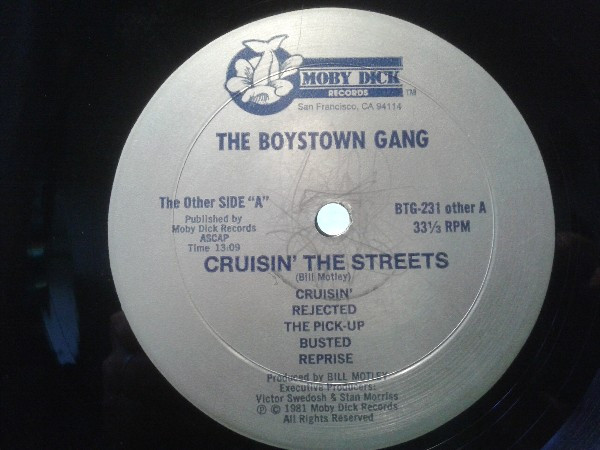 MOBY DICK
RECORDS
TM
San Francisco, CA 94114
THE BOYSTOWN GANG
The Other SIDE "A"
Published by
Moby Dick Records
ASCAP
Time 13:09
BTG-231 other A
33⅓ RPM
CRUISIN' THE STREETS
(Bill Motley)
CRUISIN'
REJECTED
THE PICK-UP
BUSTED
REPRISE
Produced by BILL MOTLEY
Executive Producers:
Victor Swedosh & Stan Morriss
℗ © 1981 Moby Dick Records
All Rights Reserved